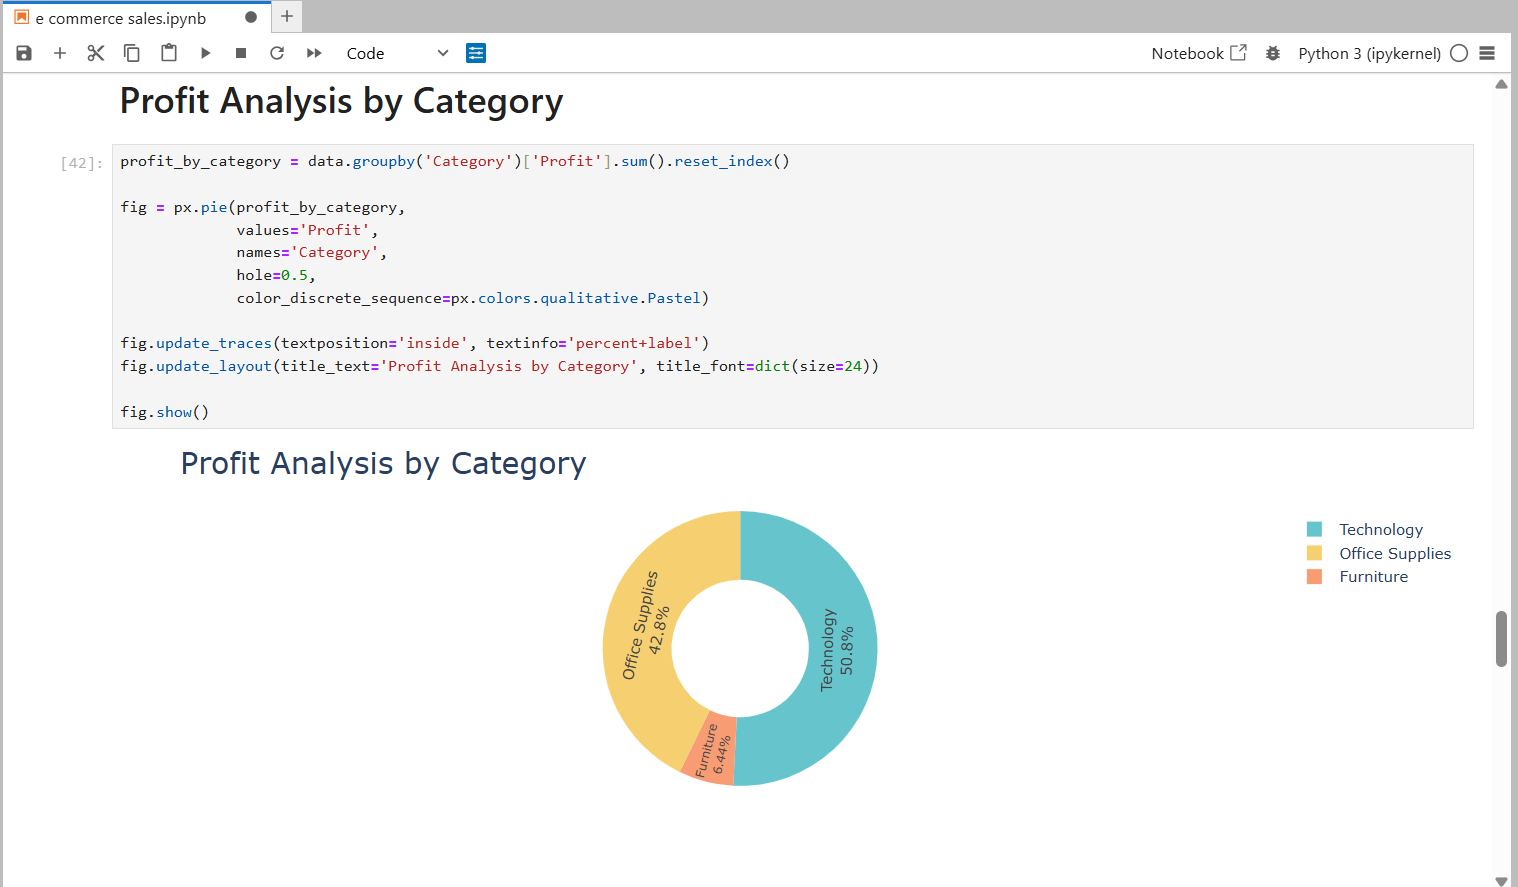 e commerce sales.ipynb
Code
Notebook
Python 3 (ipykernel)
Profit Analysis by Category
[42]:
profit_by_category = data.groupby('Category')['Profit'].sum().reset_index()
fig = px.pie(profit_by_category,
values='Profit',
names='Category',
hole=0.5,
color_discrete_sequence=px.colors.qualitative.Pastel)
fig.update_traces(textposition='inside', textinfo='percent+label')
fig.update_layout(title_text='Profit Analysis by Category', title_font=dict(size=24))
fig.show()
Profit Analysis by Category
Technology
Office Supplies
Furniture
Office Supplies
42.8%
Technology
50.8%
Furniture
6.44%